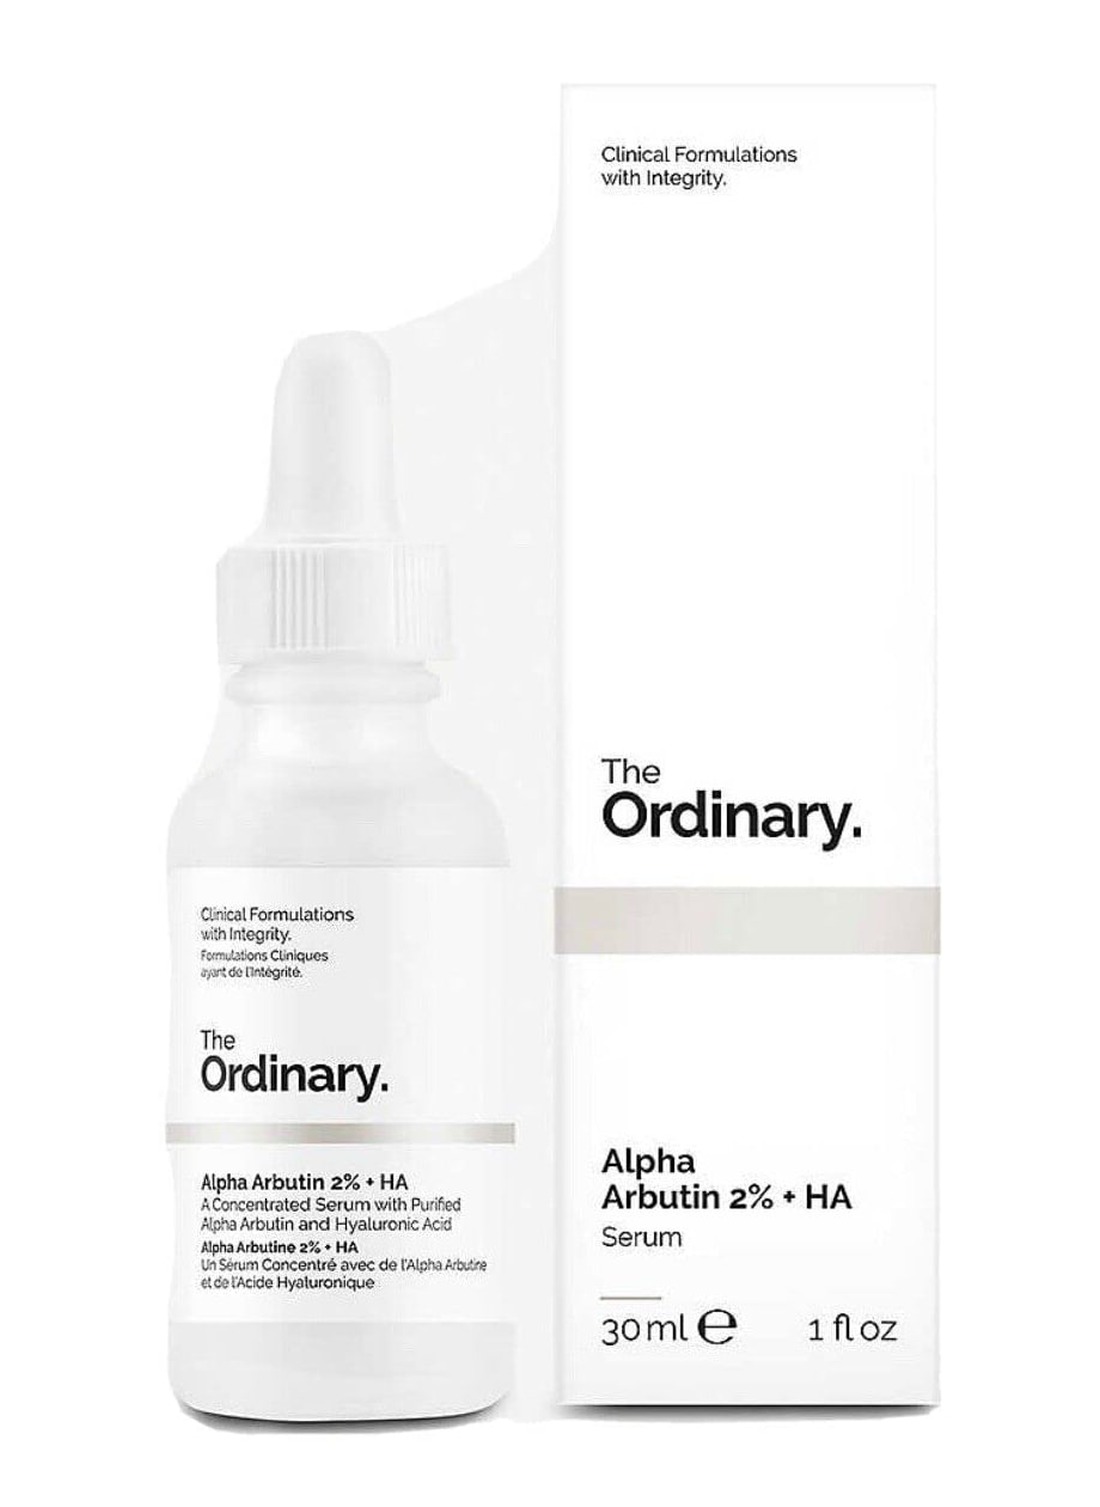 Clinical Formulations
with Integrity.
The
Ordinary.
Alpha
Arbutin 2% + HA
Serum
30 ml ℮ 1 fl oz
Clinical Formulations
with Integrity.
Formulations Cliniques
ayant de l'Intégrité.
The
Ordinary.
Alpha Arbutin 2% + HA
A Concentrated Serum with Purified
Alpha Arbutin and Hyaluronic Acid
Alpha Arbutine 2% + HA
Un Sérum Concentré avec de l'Alpha Arbutine
et de l'Acide Hyaluronique